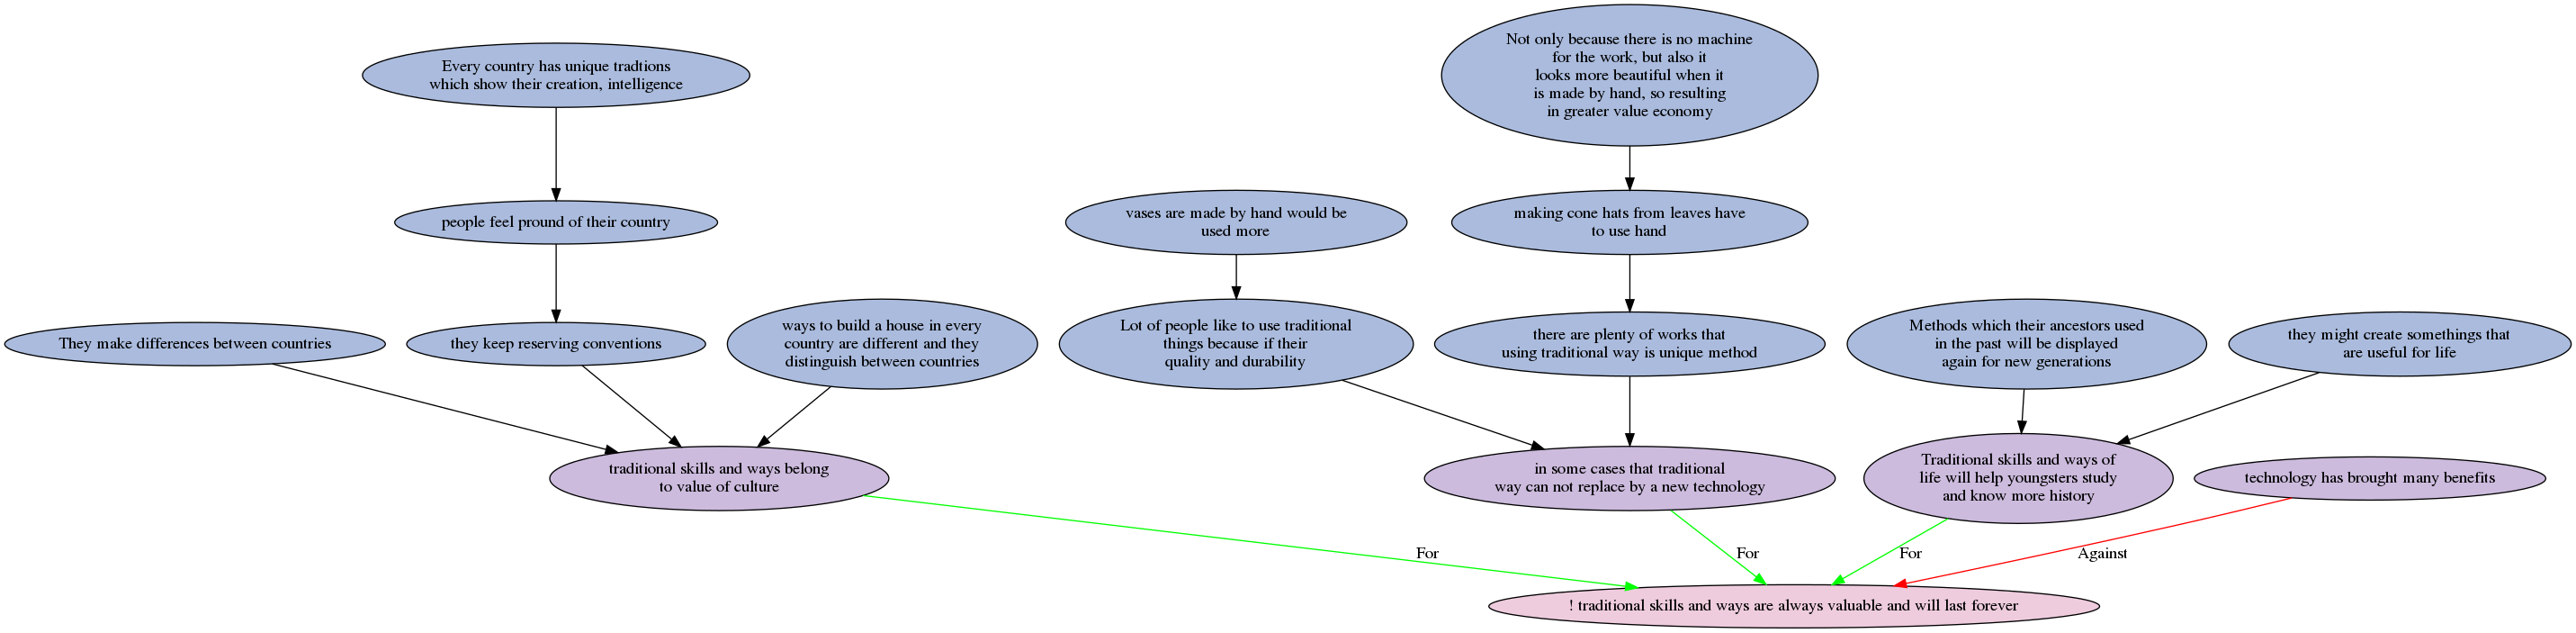 Every country has unique tradtions
which show their creation, intelligence
Not only because there is no machine
for the work, but also it
looks more beautiful when it
is made by hand, so resulting
in greater value economy
people feel pround of their country
vases are made by hand would be
used more
making cone hats from leaves have
to use hand
They make differences between countries
they keep reserving conventions
ways to build a house in every
country are different and they
distinguish between countries
Lot of people like to use traditional
things because if their
quality and durability
there are plenty of works that
using traditional way is unique method
Methods which their ancestors used
in the past will be displayed
again for new generations
they might create somethings that
are useful for life
traditional skills and ways belong
to value of culture
in some cases that traditional
way can not replace by a new technology
Traditional skills and ways of
life will help youngsters study
and know more history
technology has brought many benefits
For
For
For
Against
! traditional skills and ways are always valuable and will last forever